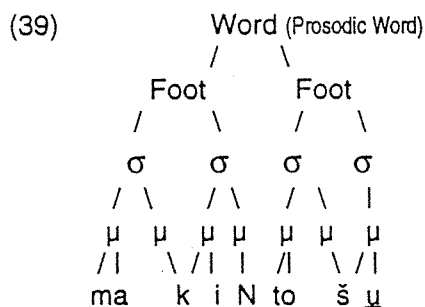 (39) Word (Prosodic Word)
Foot Foot
σ σ σ σ
μ μ μ μ μ μ μ
ma k i N to š u